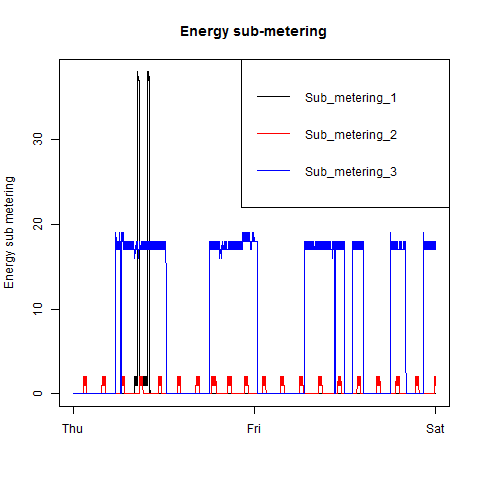 Energy sub-metering
Sub_metering_1
Sub_metering_2
Sub_metering_3
Energy sub metering
30
20
10
0
Thu
Fri
Sat